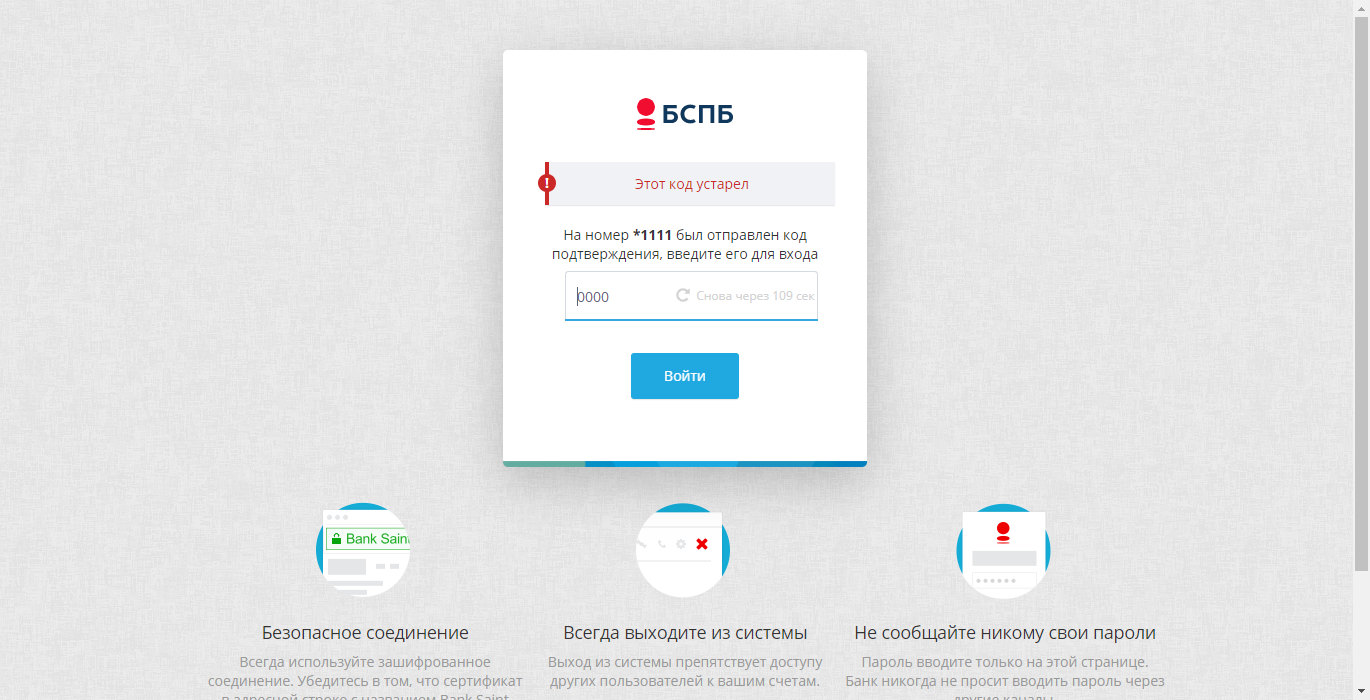 БСПБ
Этот код устарел
На номер *1111 был отправлен код
подтверждения, введите его для входа
0000
Снова через 109 сек
Войти
Bank Saint
Безопасное соединение
Всегда используйте зашифрованное
соединение. Убедитесь в том, что сертификат
в адресной строке с названием Bank Saint
Всегда выходите из системы
Выход из системы препятствует доступу
других пользователей к вашим счетам.
Не сообщайте никому свои пароли
Пароль вводите только на этой странице.
Банк никогда не просит вводить пароль через
другие каналы.